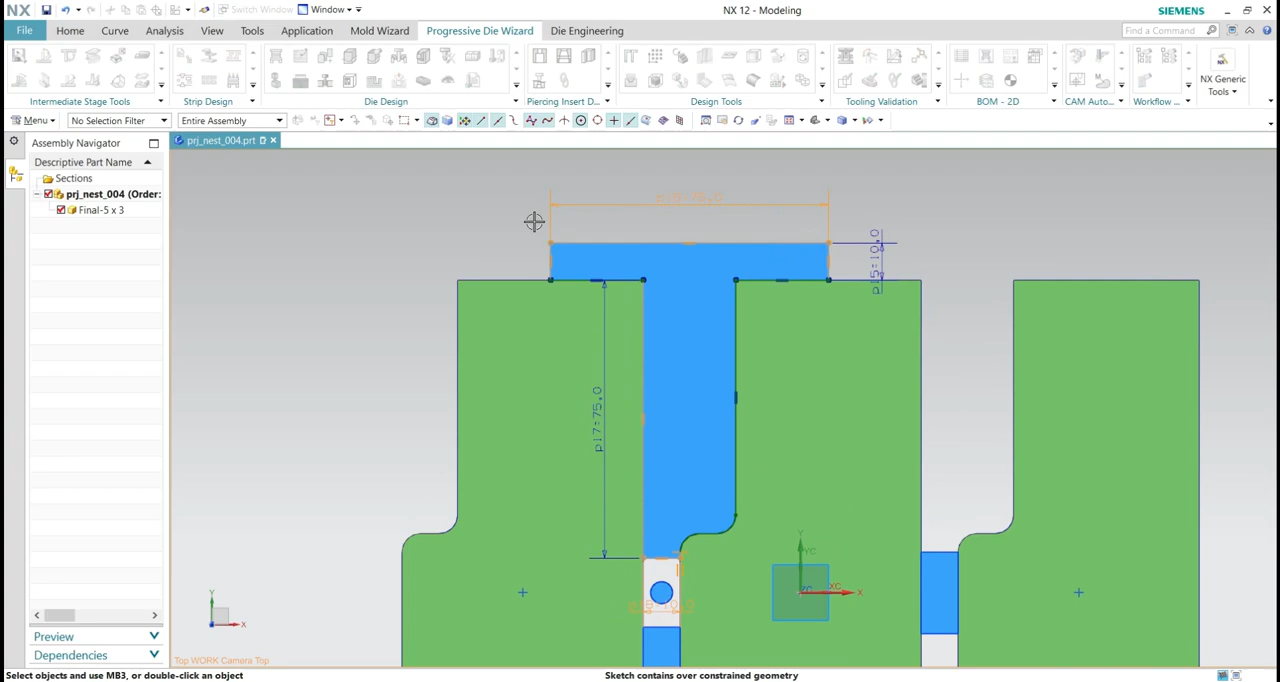 NX
Switch Window
Window
NX 12 - Modeling
SIEMENS
File
Home
Curve
Analysis
View
Tools
Application
Mold Wizard
Progressive Die Wizard
Die Engineering
Find a Command
NX Generic
Tools
Intermediate Stage Tools
Strip Design
Die Design
Piercing Insert D...
Design Tools
Tooling Validation
BOM - 2D
CAM Auto...
Workflow ...
Menu
No Selection Filter
Entire Assembly
Assembly Navigator
prj_nest_004.prt
Descriptive Part Name
Sections
prj_nest_004 (Order:
Final-5 x 3
p15=10.0
p17=75.0
Y
YC
XC
X
Y
X
Preview
Dependencies
Top WORK Camera Top
Select objects and use MB3, or double-click an object
Sketch contains over constrained geometry